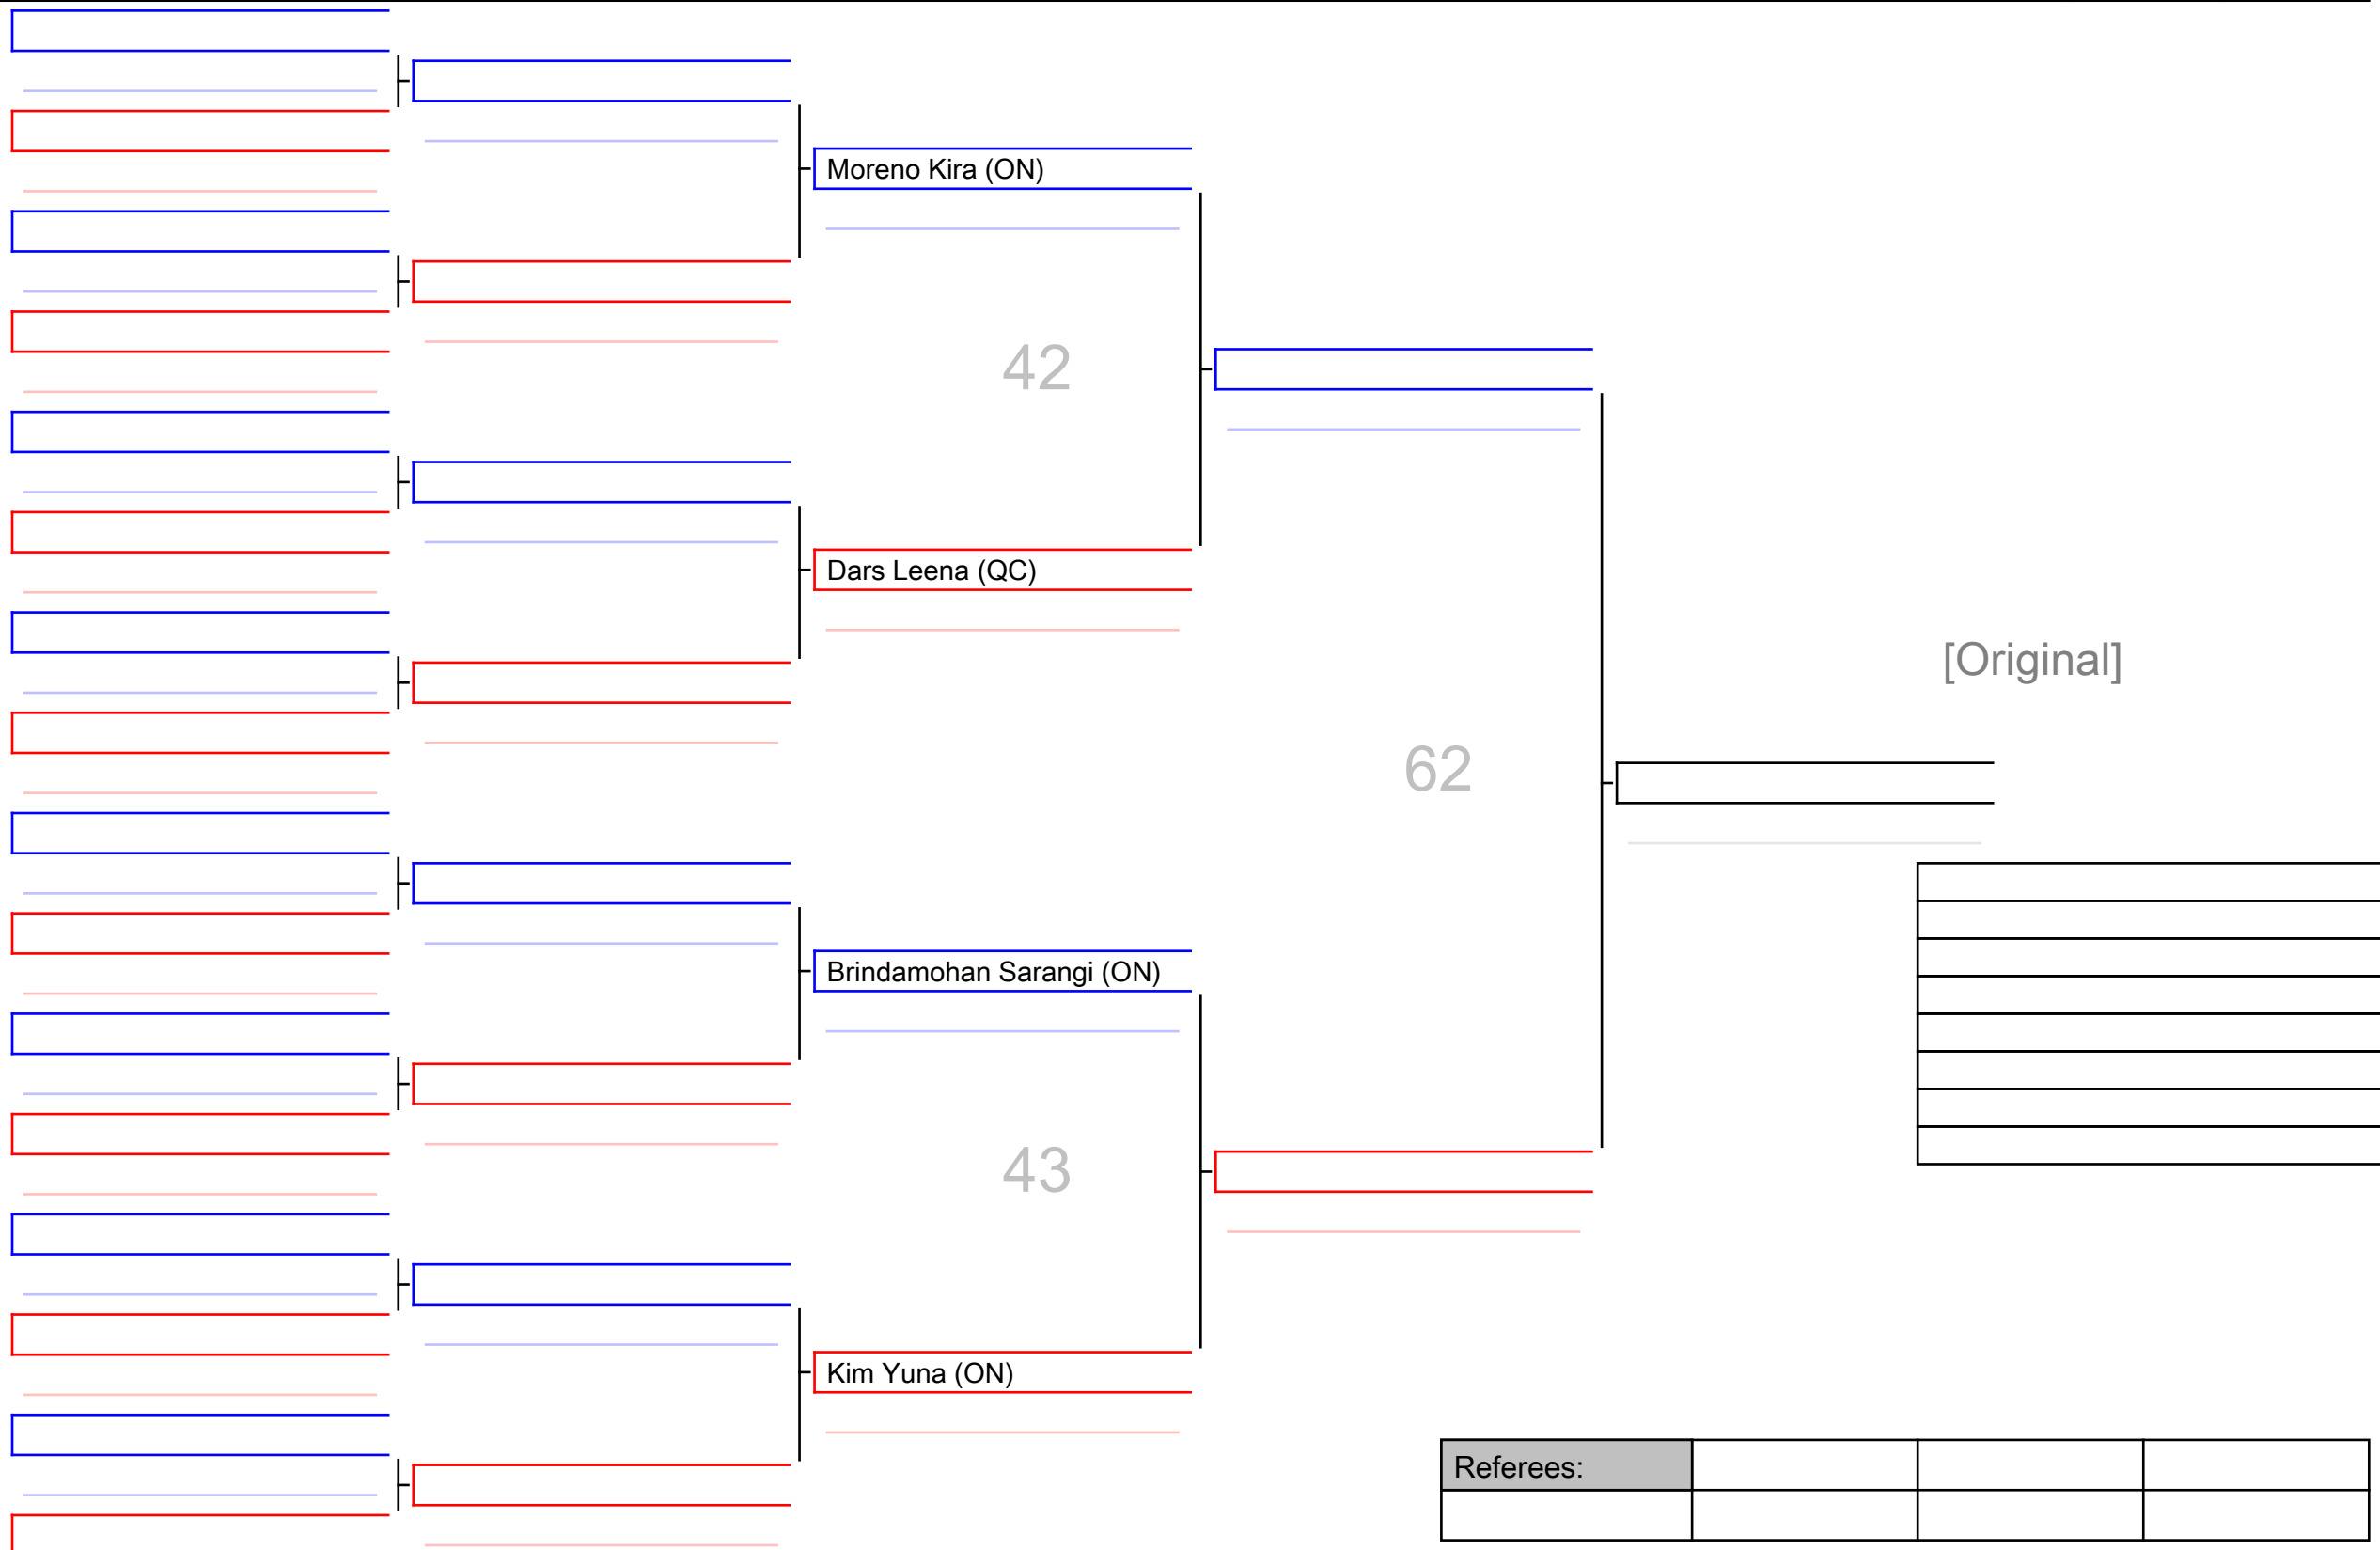 Moreno Kira (ON)
42
Dars Leena (QC)
[Original]
62
Brindamohan Sarangi (ON)
43
Kim Yuna (ON)
Referees: